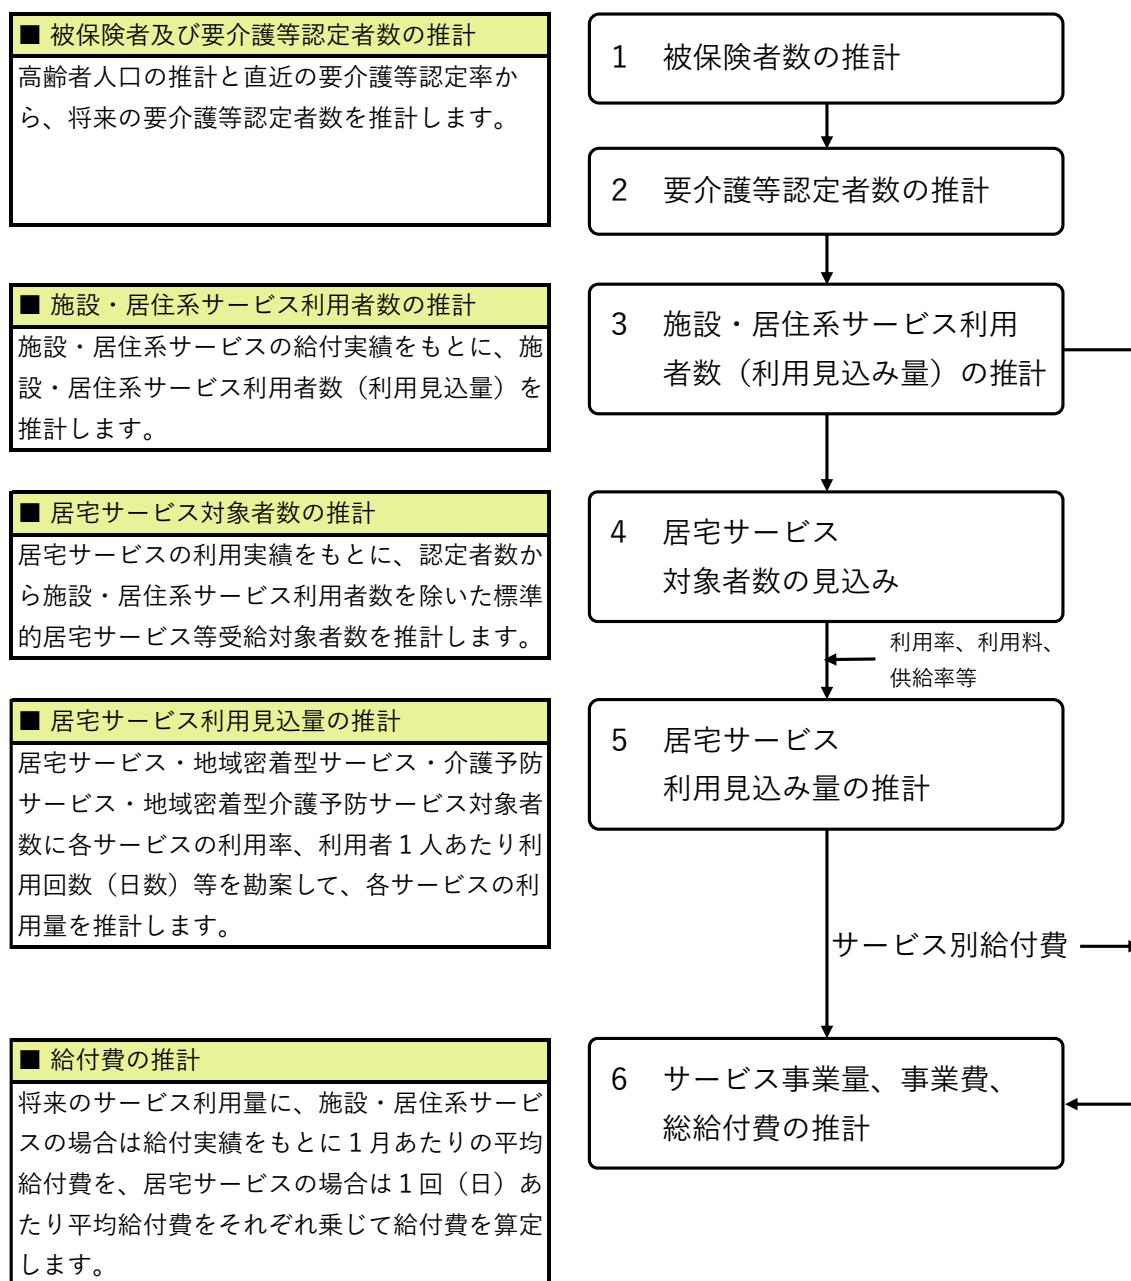 ■ 被保険者及び要介護等認定者数の推計
高齢者人口の推計と直近の要介護等認定率か
ら、将来の要介護等認定者数を推計します。
1 被保険者数の推計
2 要介護等認定者数の推計
■ 施設・居住系サービス利用者数の推計
施設・居住系サービスの給付実績をもとに、施
設・居住系サービス利用者数（利用見込量）を
推計します。
3 施設・居住系サービス利用
者数（利用見込み量）の推計
■ 居宅サービス対象者数の推計
居宅サービスの利用実績をもとに、認定者数か
ら施設・居住系サービス利用者数を除いた標準
的居宅サービス等受給対象者数を推計します。
4 居宅サービス
対象者数の見込み
利用率、利用料、
供給率等
■ 居宅サービス利用見込量の推計
居宅サービス・地域密着型サービス・介護予防
サービス・地域密着型介護予防サービス対象者
数に各サービスの利用率、利用者１人あたり利
用回数（日数）等を勘案して、各サービスの利
用量を推計します。
5 居宅サービス
利用見込み量の推計
サービス別給付費
■ 給付費の推計
将来のサービス利用量に、施設・居住系サービ
スの場合は給付実績をもとに１月あたりの平均
給付費を、居宅サービスの場合は１回（日）あ
たり平均給付費をそれぞれ乗じて給付費を算定
します。
6 サービス事業量、事業費、
総給付費の推計